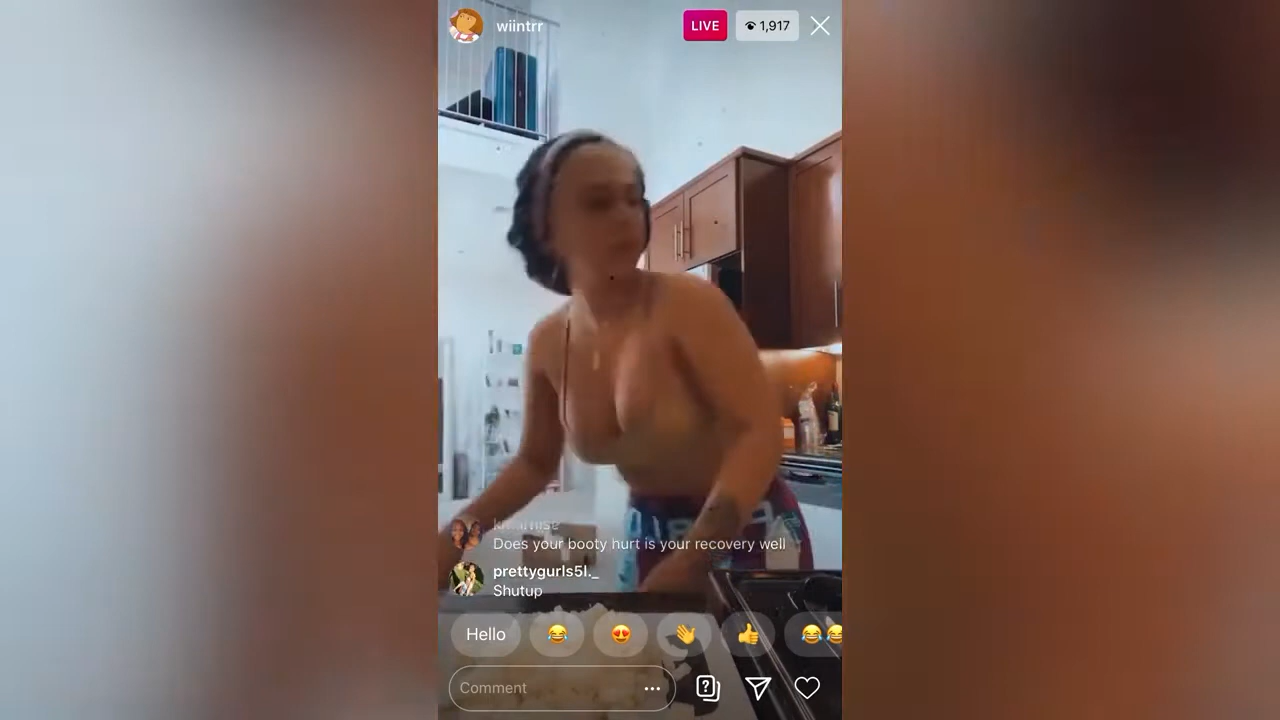 wiintrr
LIVE
1,917
Does your booty hurt is your recovery well
prettygurls5l._
Shutup
Hello
Comment